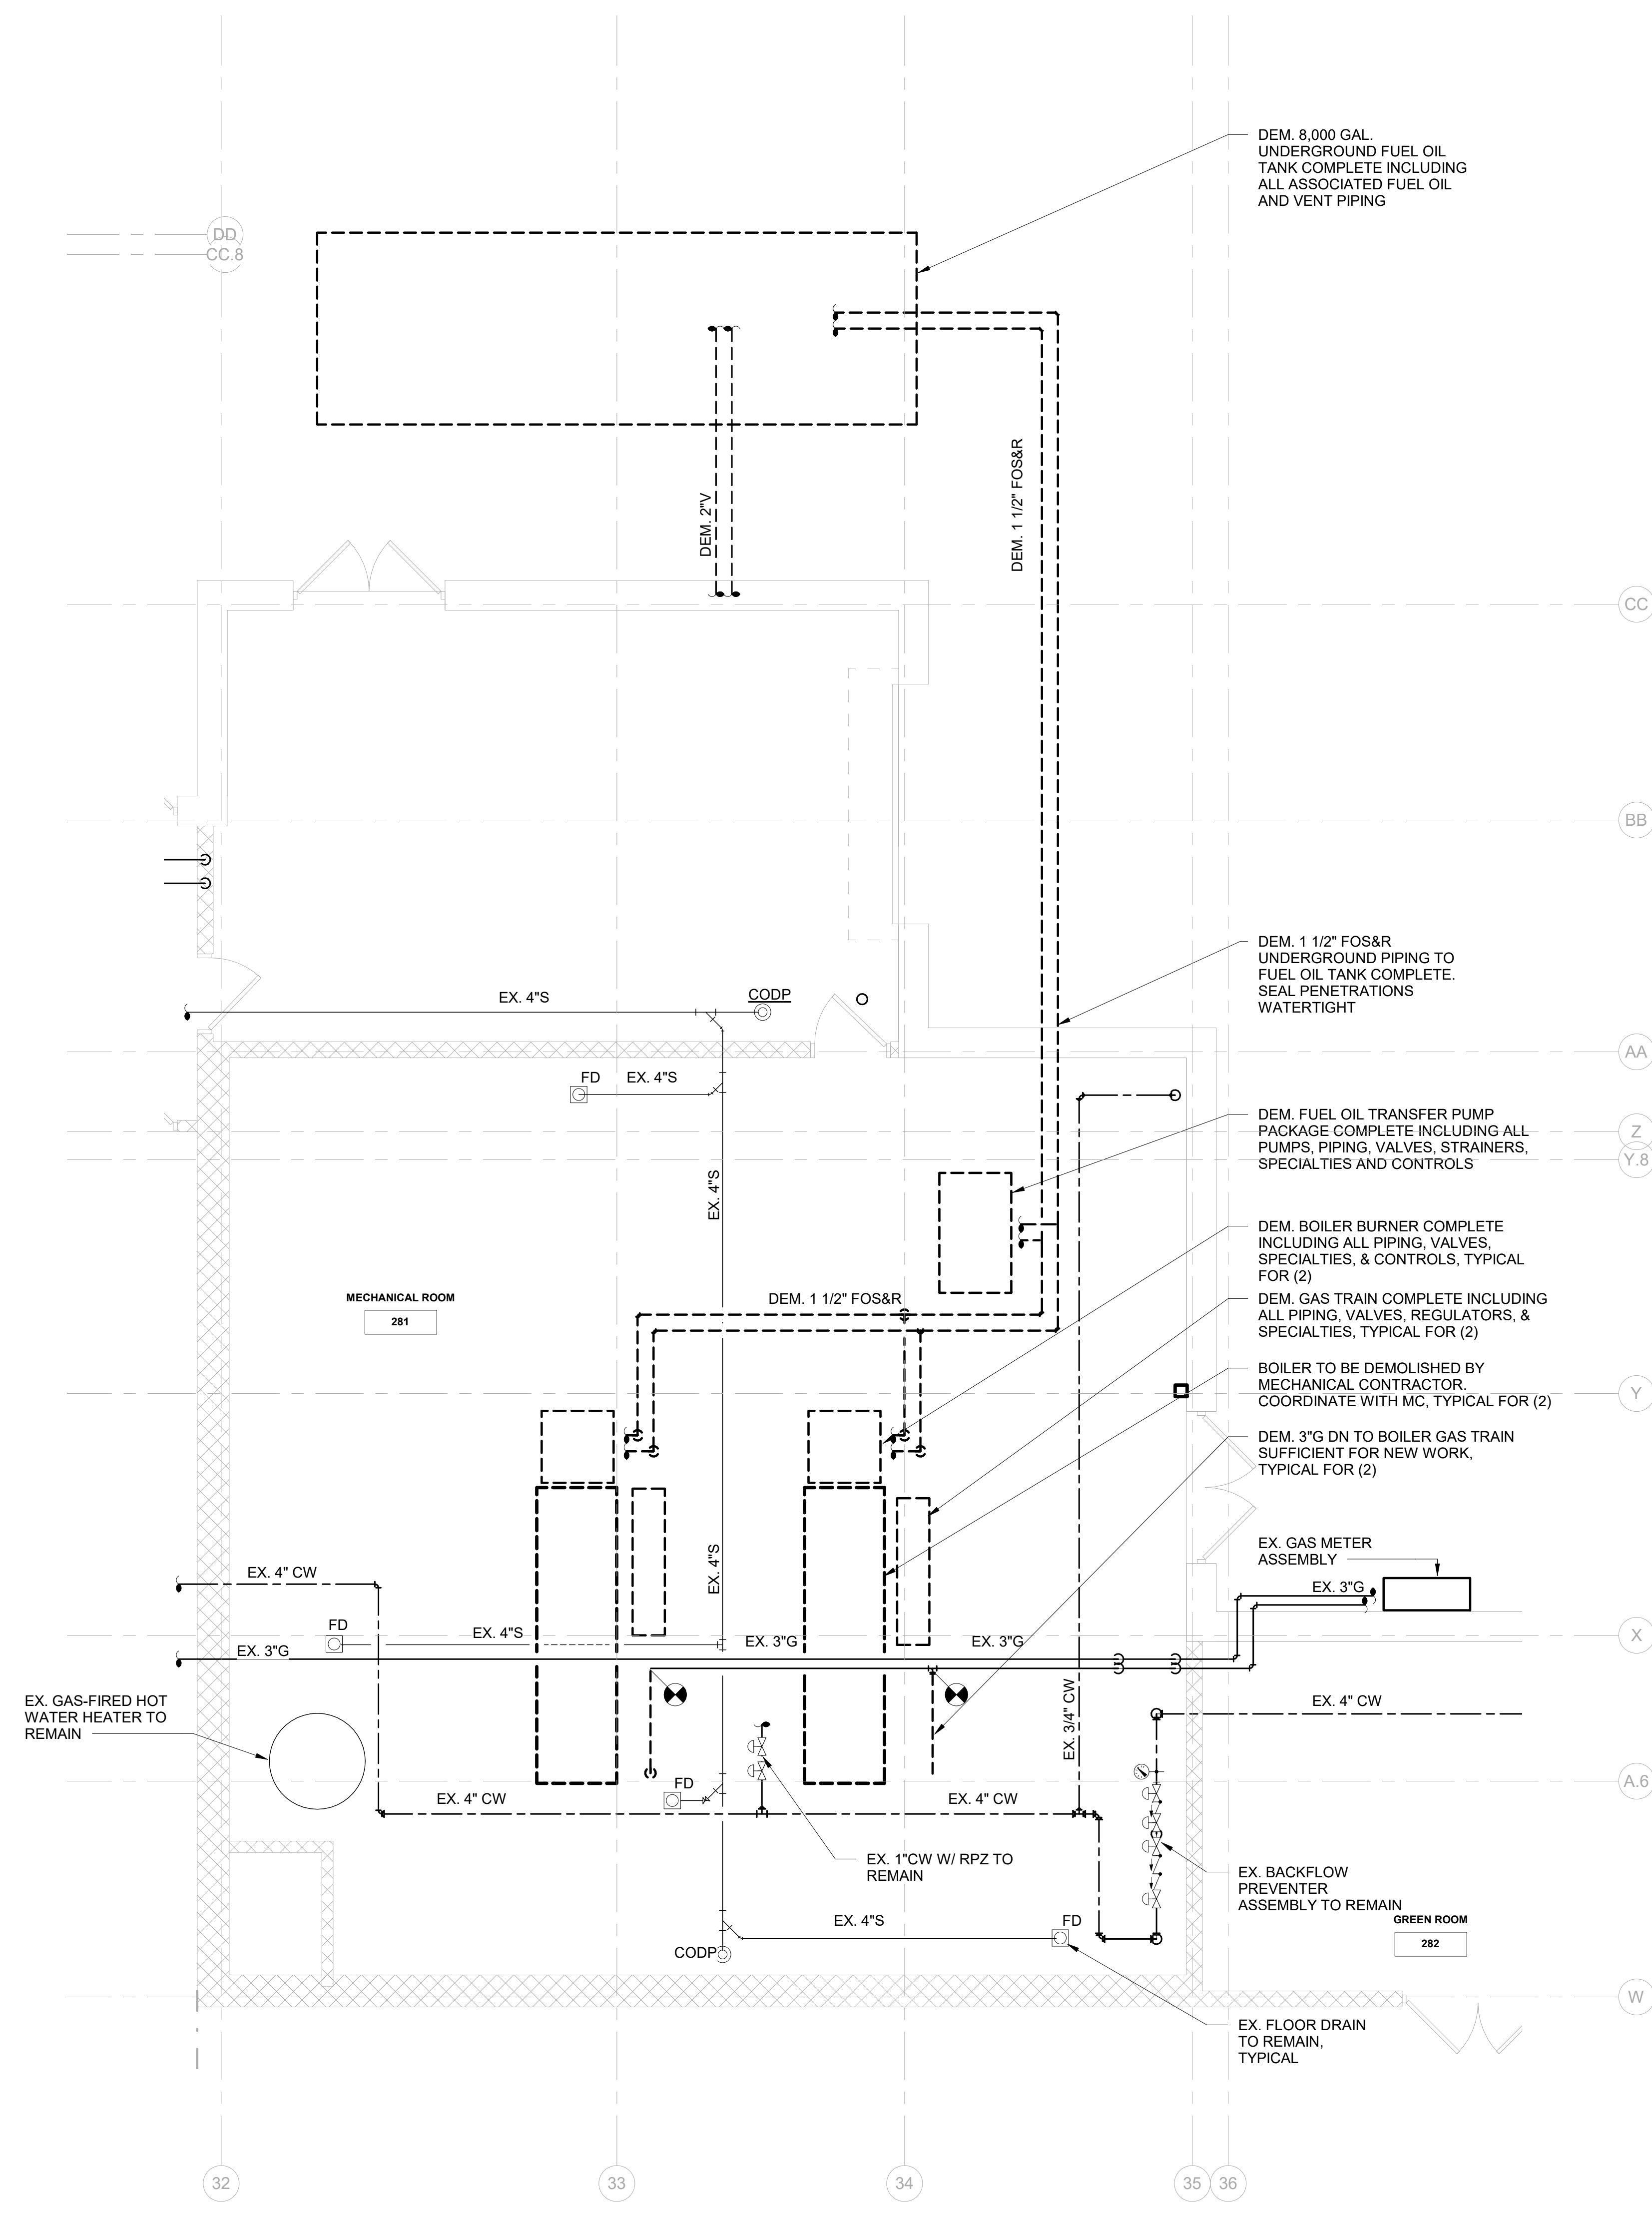 DEM. 8,000 GAL.
UNDERGROUND FUEL OIL
TANK COMPLETE INCLUDING
ALL ASSOCIATED FUEL OIL
AND VENT PIPING
DD
CC.8
DEM. 2"V
DEM. 1 1/2" FOS&R
CC
BB
DEM. 1 1/2" FOS&R
UNDERGROUND PIPING TO
FUEL OIL TANK COMPLETE.
SEAL PENETRATIONS
WATERTIGHT
EX. 4"S
CODP
AA
FD
EX. 4"S
DEM. FUEL OIL TRANSFER PUMP
PACKAGE COMPLETE INCLUDING ALL
PUMPS, PIPING, VALVES, STRAINERS,
SPECIALTIES AND CONTROLS
Z
Y.8
EX. 4"S
DEM. BOILER BURNER COMPLETE
INCLUDING ALL PIPING, VALVES,
SPECIALTIES, & CONTROLS, TYPICAL
FOR (2)
MECHANICAL ROOM
281
DEM. 1 1/2" FOS&R
DEM. GAS TRAIN COMPLETE INCLUDING
ALL PIPING, VALVES, REGULATORS, &
SPECIALTIES, TYPICAL FOR (2)
BOILER TO BE DEMOLISHED BY
MECHANICAL CONTRACTOR.
COORDINATE WITH MC, TYPICAL FOR (2)
Y
DEM. 3"G DN TO BOILER GAS TRAIN
SUFFICIENT FOR NEW WORK,
TYPICAL FOR (2)
EX. GAS METER
ASSEMBLY
EX. 4" CW
EX. 4"S
EX. 3"G
FD
EX. 4"S
EX. 3"G
EX. 3"G
EX. 3"G
X
EX. GAS-FIRED HOT
WATER HEATER TO
REMAIN
EX. 3/4" CW
EX. 4" CW
FD
A.6
EX. 4" CW
EX. 4" CW
EX. 1"CW W/ RPZ TO
REMAIN
EX. BACKFLOW
PREVENTER
ASSEMBLY TO REMAIN
GREEN ROOM
282
EX. 4"S
FD
CODP
W
EX. FLOOR DRAIN
TO REMAIN,
TYPICAL
32
33
34
35
36